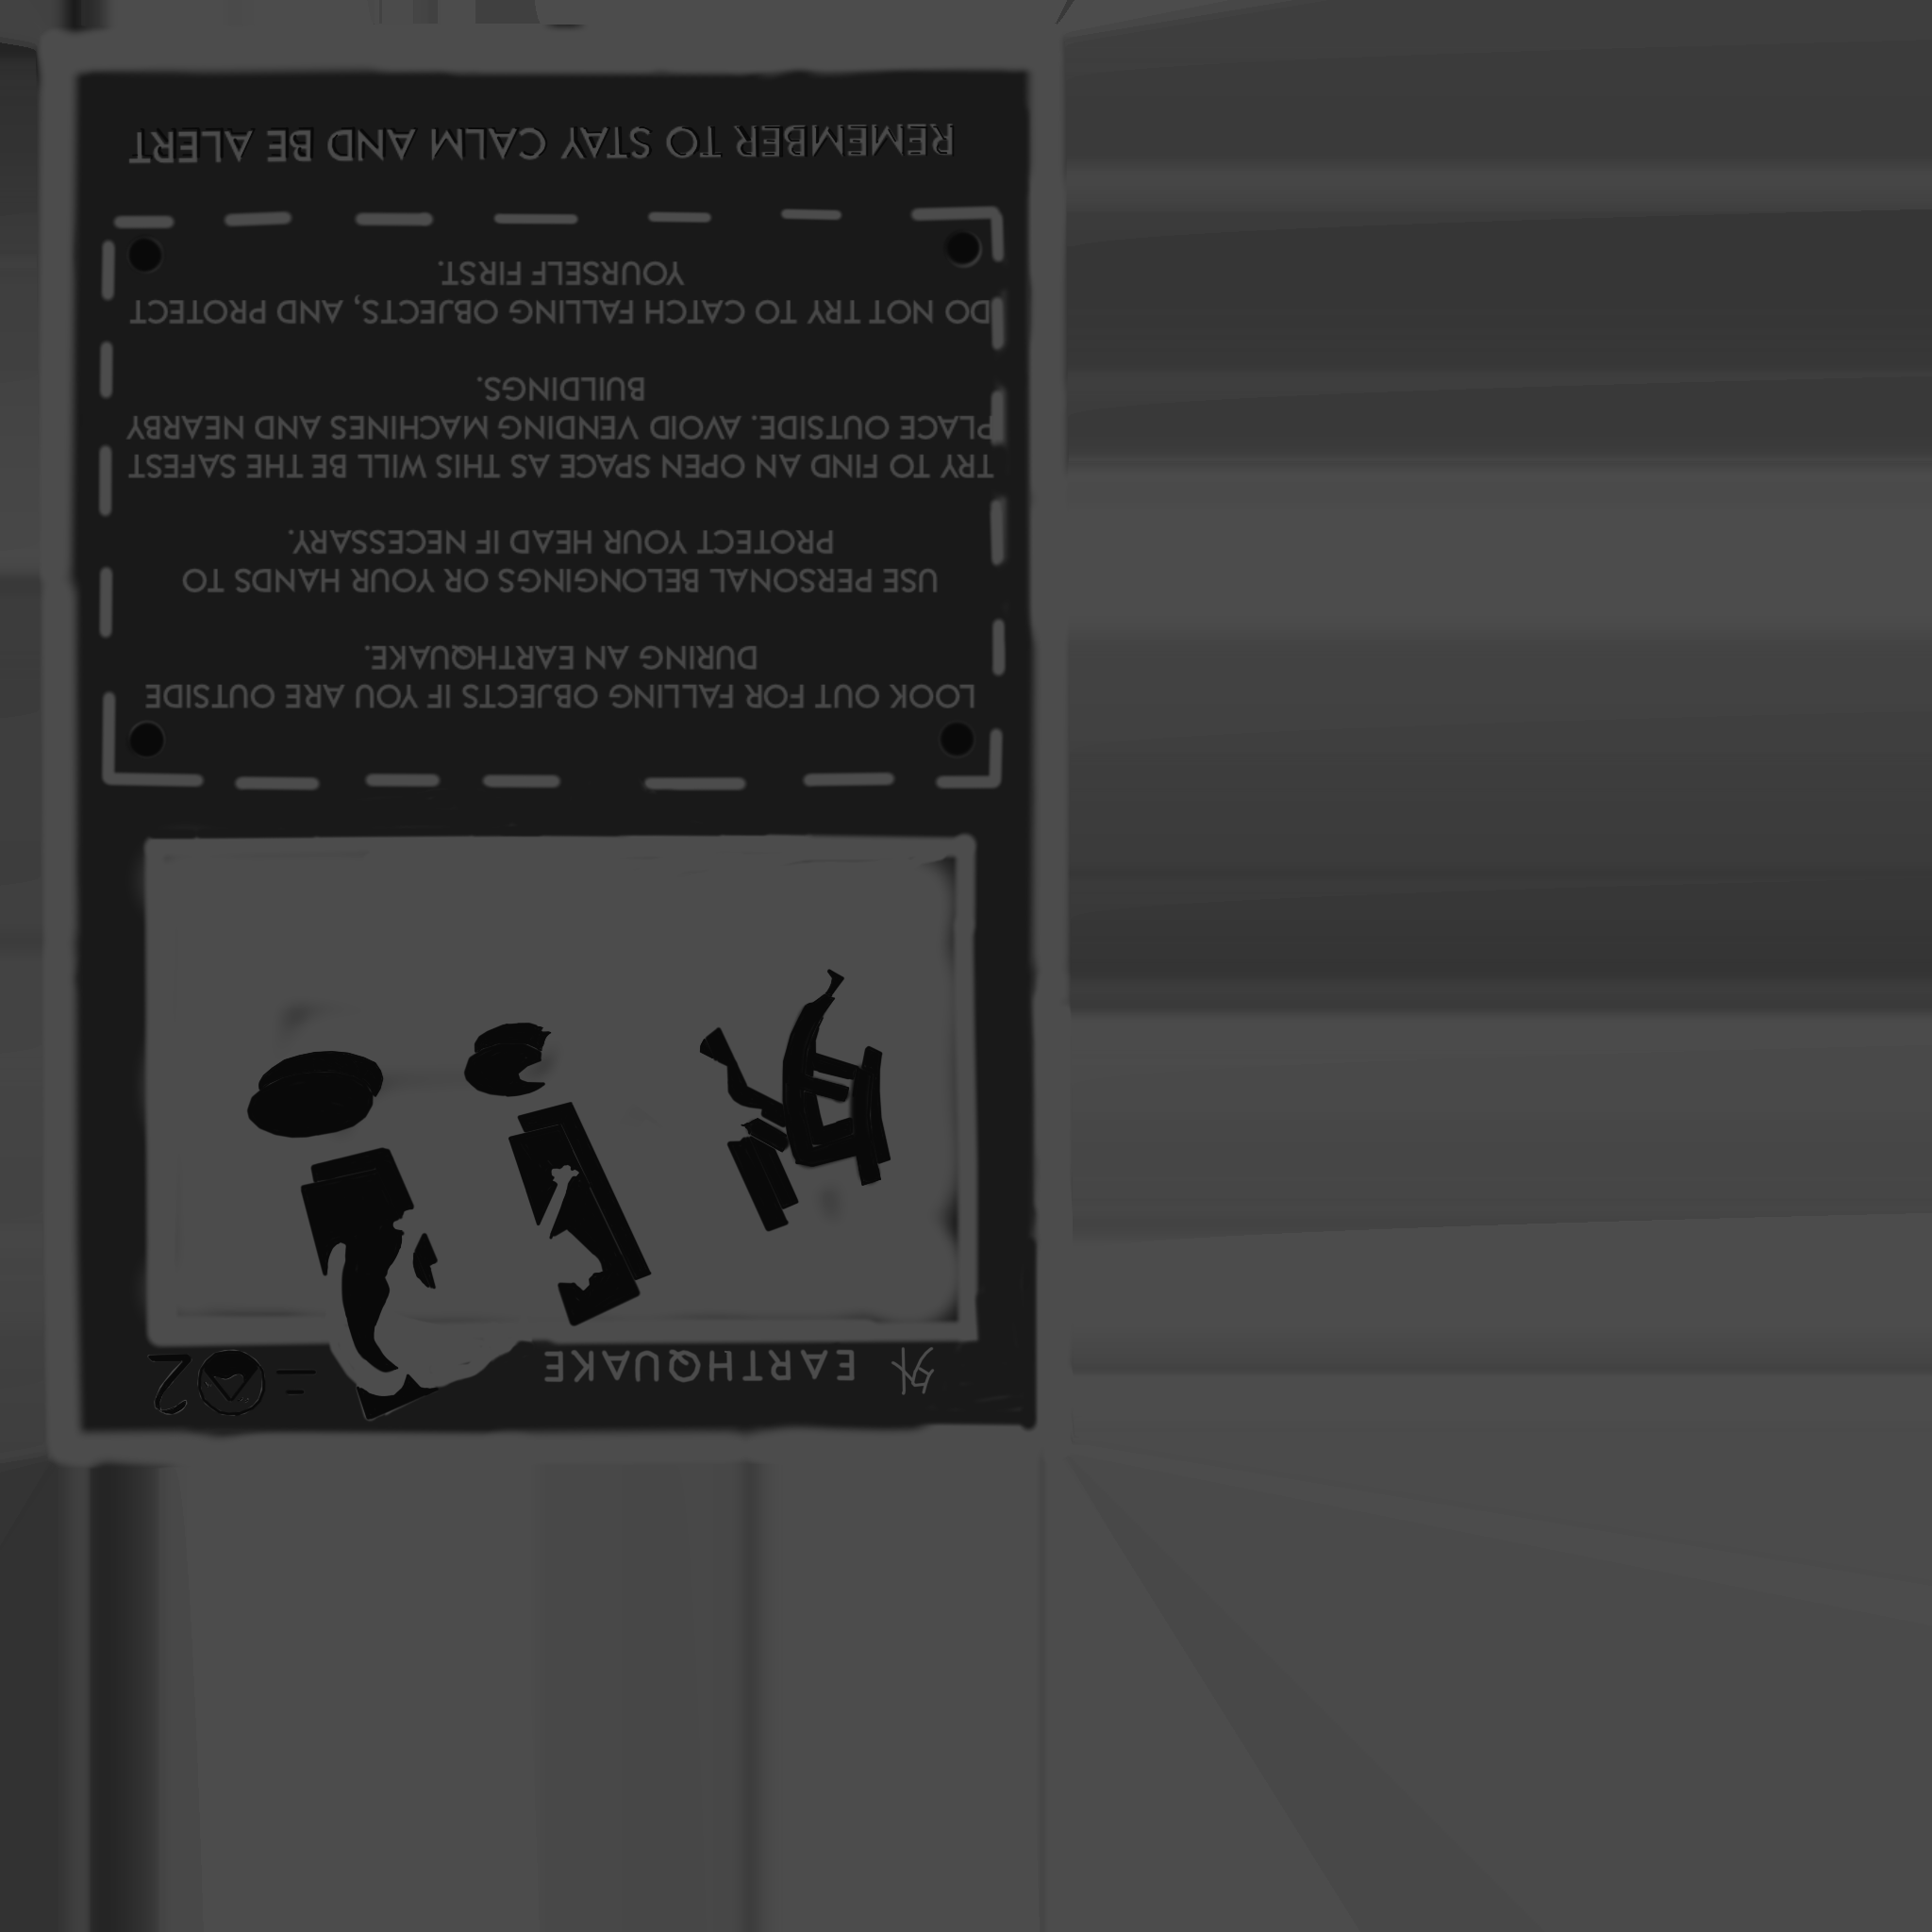 EARTHQUAKE
LOOK OUT FOR FALLING OBJECTS IF YOU ARE OUTSIDE
DURING AN EARTHQUAKE.
USE PERSONAL BELONGINGS OR YOUR HANDS TO
PROTECT YOUR HEAD IF NECESSARY.
TRY TO FIND AN OPEN SPACE AS THIS WILL BE THE SAFEST
PLACE OUTSIDE. AVOID VENDING MACHINES AND NEARBY
BUILDINGS.
DO NOT TRY TO CATCH FALLING OBJECTS, AND PROTECT
YOURSELF FIRST.
REMEMBER TO STAY CALM AND BE ALERT